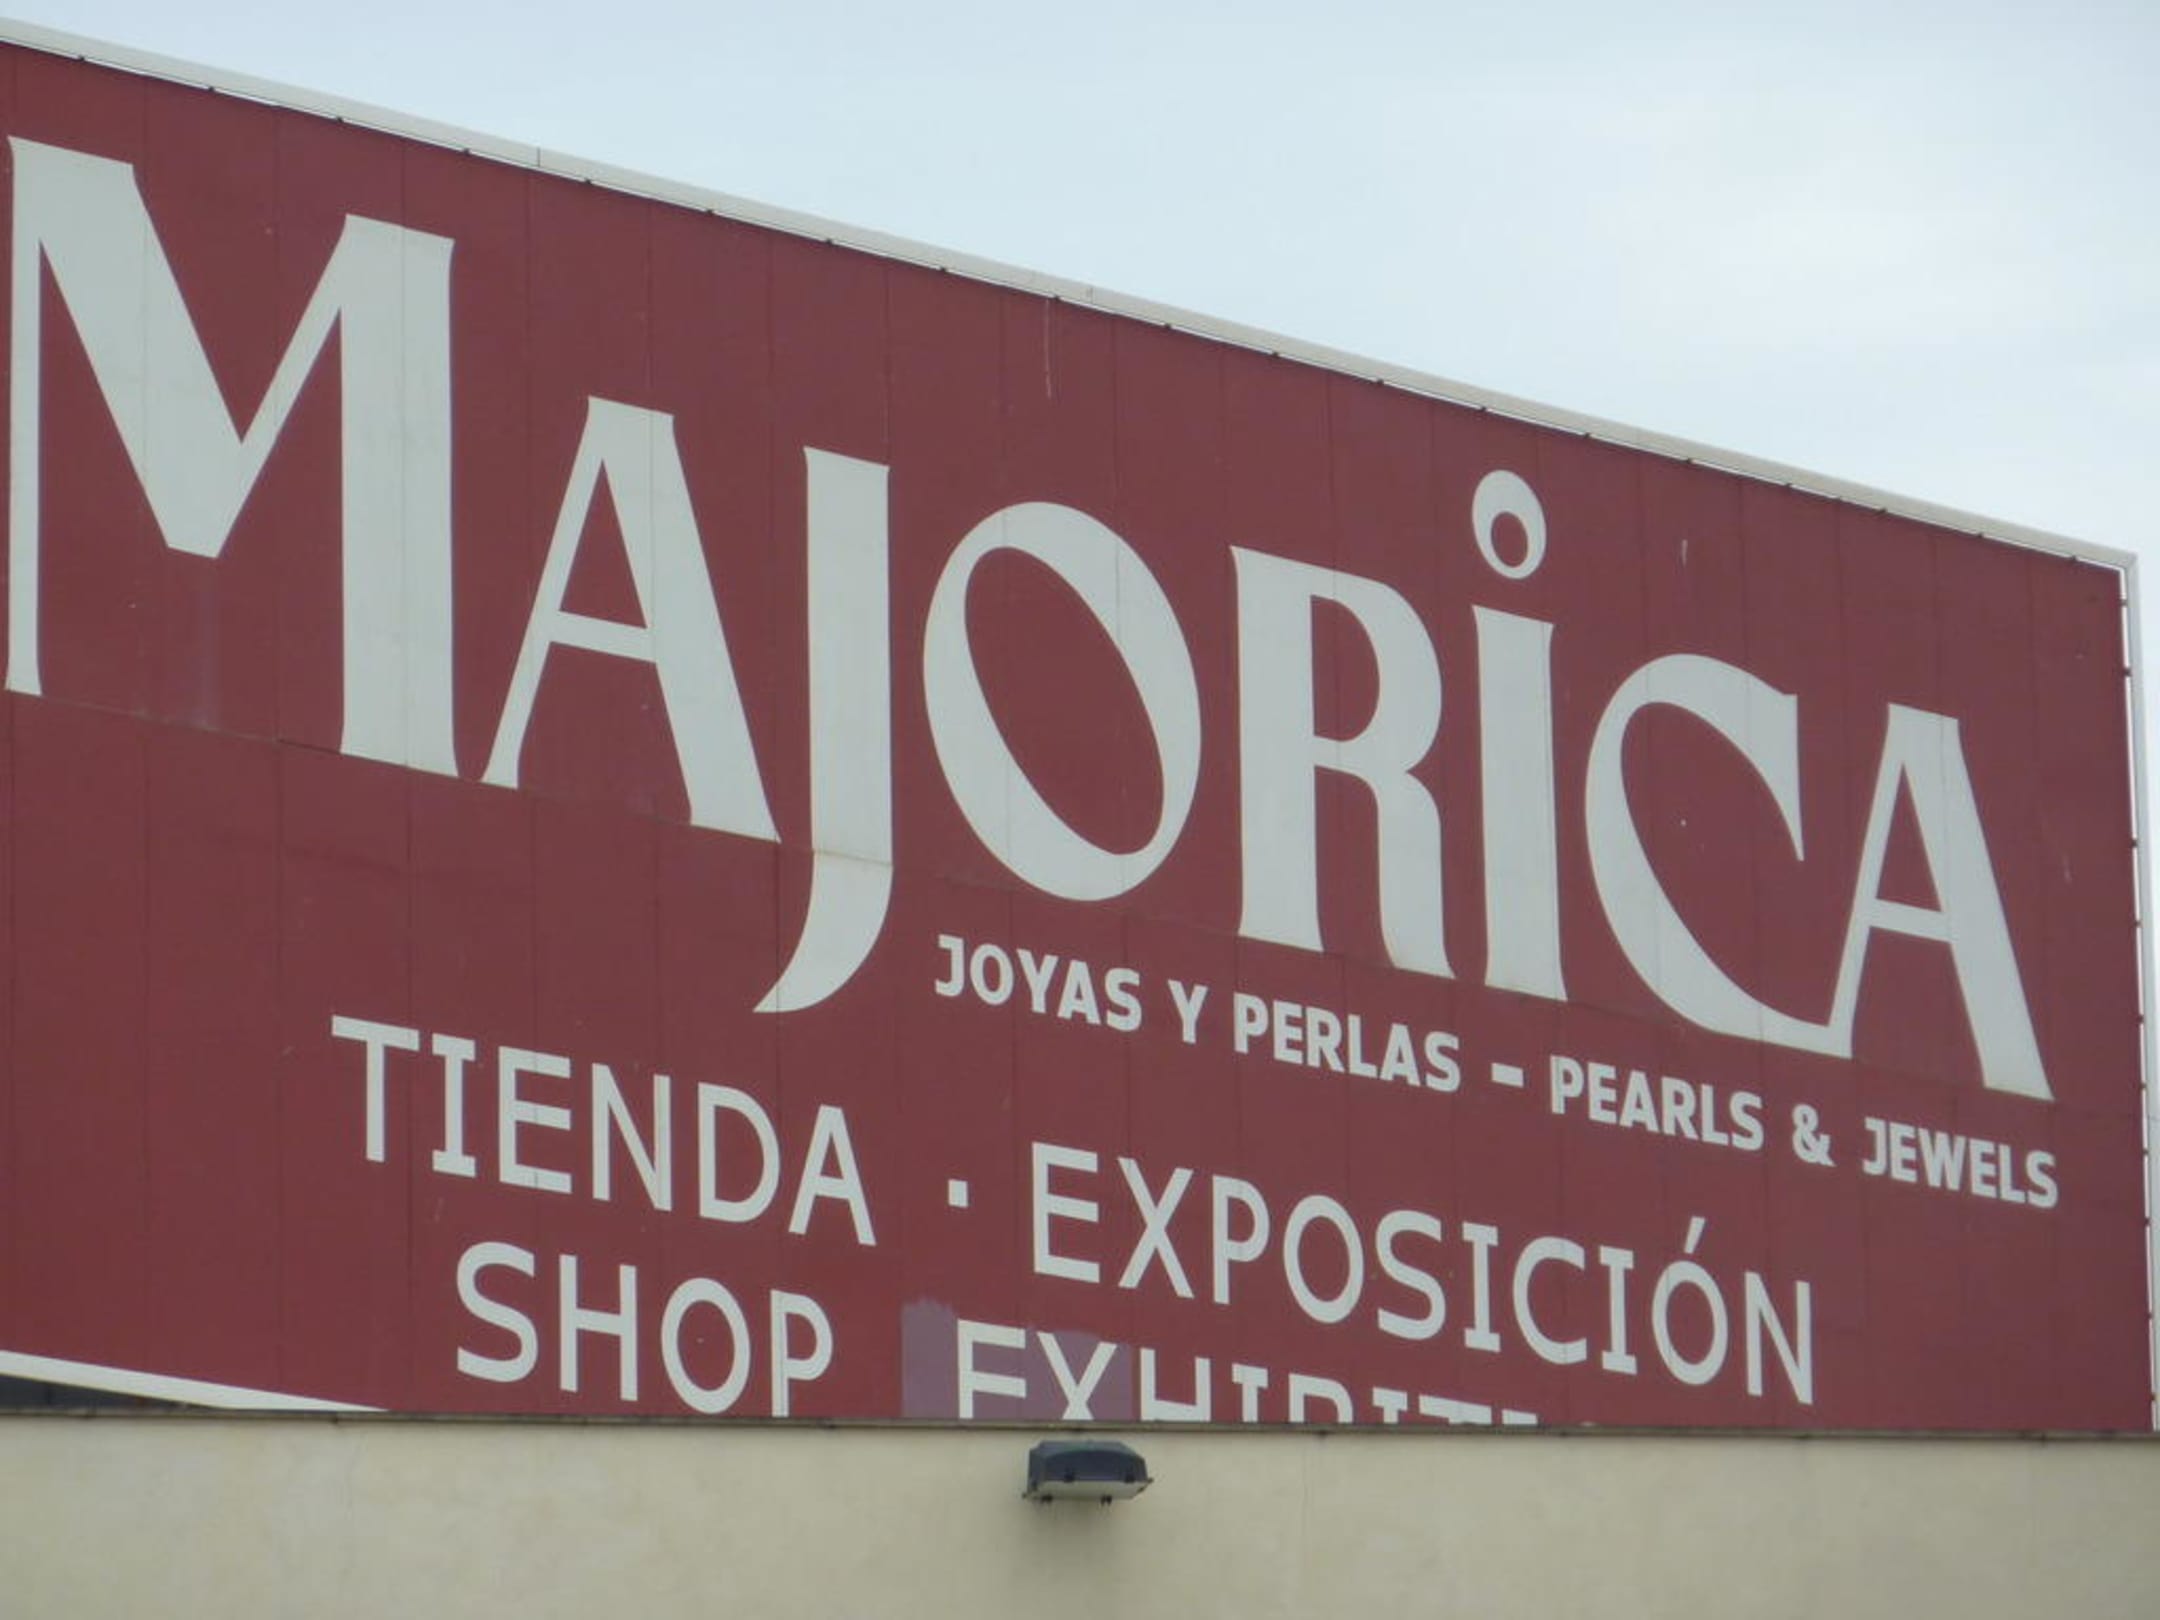 MAJORiCA
JOYAS Y PERLAS - PEARLS & JEWELS
TIENDA · EXPOSICIÓN
SHOP